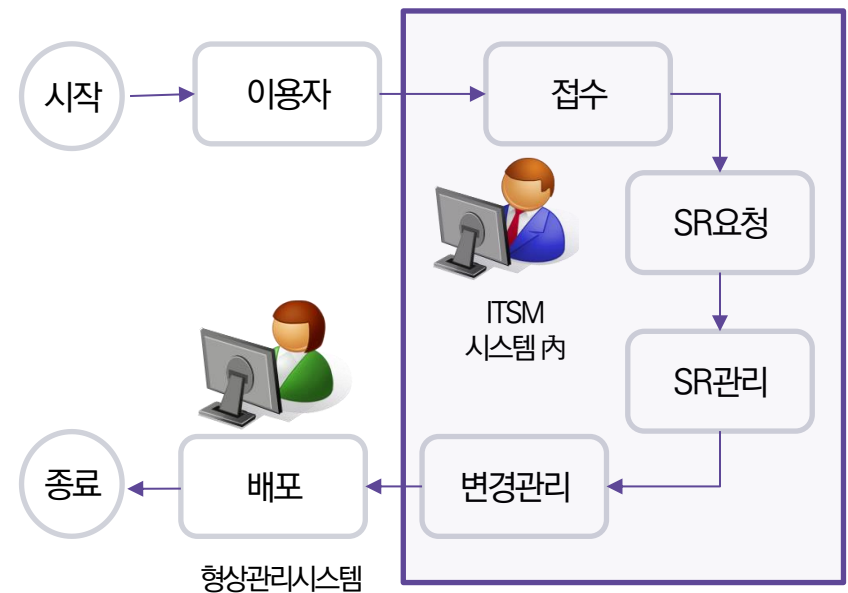 시작
이용자
접수
SR요청
ITSM
시스템 內
SR관리
종료
배포
변경관리
형상관리시스템